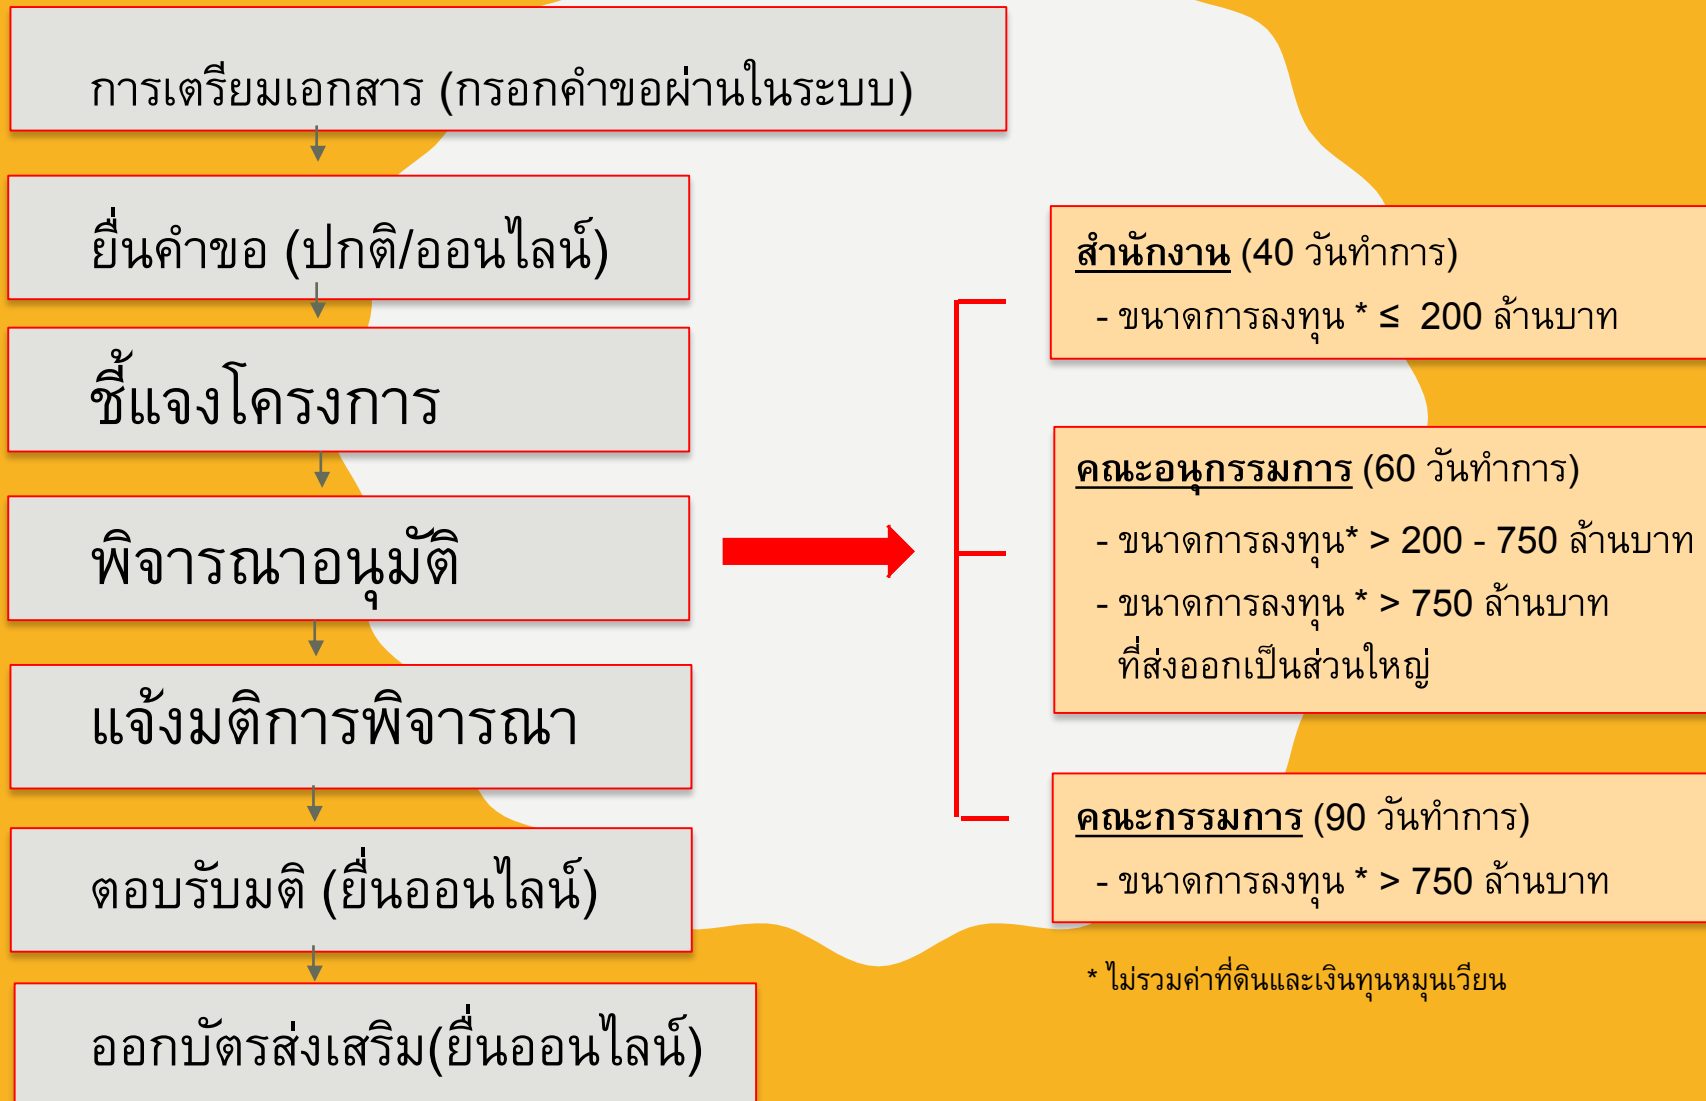 การเตรียมเอกสาร (กรอกคำขอผ่านในระบบ)
ยื่นคำขอ (ปกติ/ออนไลน์)
ชี้แจงโครงการ
พิจารณาอนุมัติ
แจ้งมติการพิจารณา
ตอบรับมติ (ยื่นออนไลน์)
ออกบัตรส่งเสริม(ยื่นออนไลน์)
สำนักงาน (40 วันทำการ)
- ขนาดการลงทุน * ≤ 200 ล้านบาท
คณะอนุกรรมการ (60 วันทำการ)
- ขนาดการลงทุน* > 200 - 750 ล้านบาท
- ขนาดการลงทุน * > 750 ล้านบาท
ที่ส่งออกเป็นส่วนใหญ่
คณะกรรมการ (90 วันทำการ)
- ขนาดการลงทุน * > 750 ล้านบาท
* ไม่รวมค่าที่ดินและเงินทุนหมุนเวียน